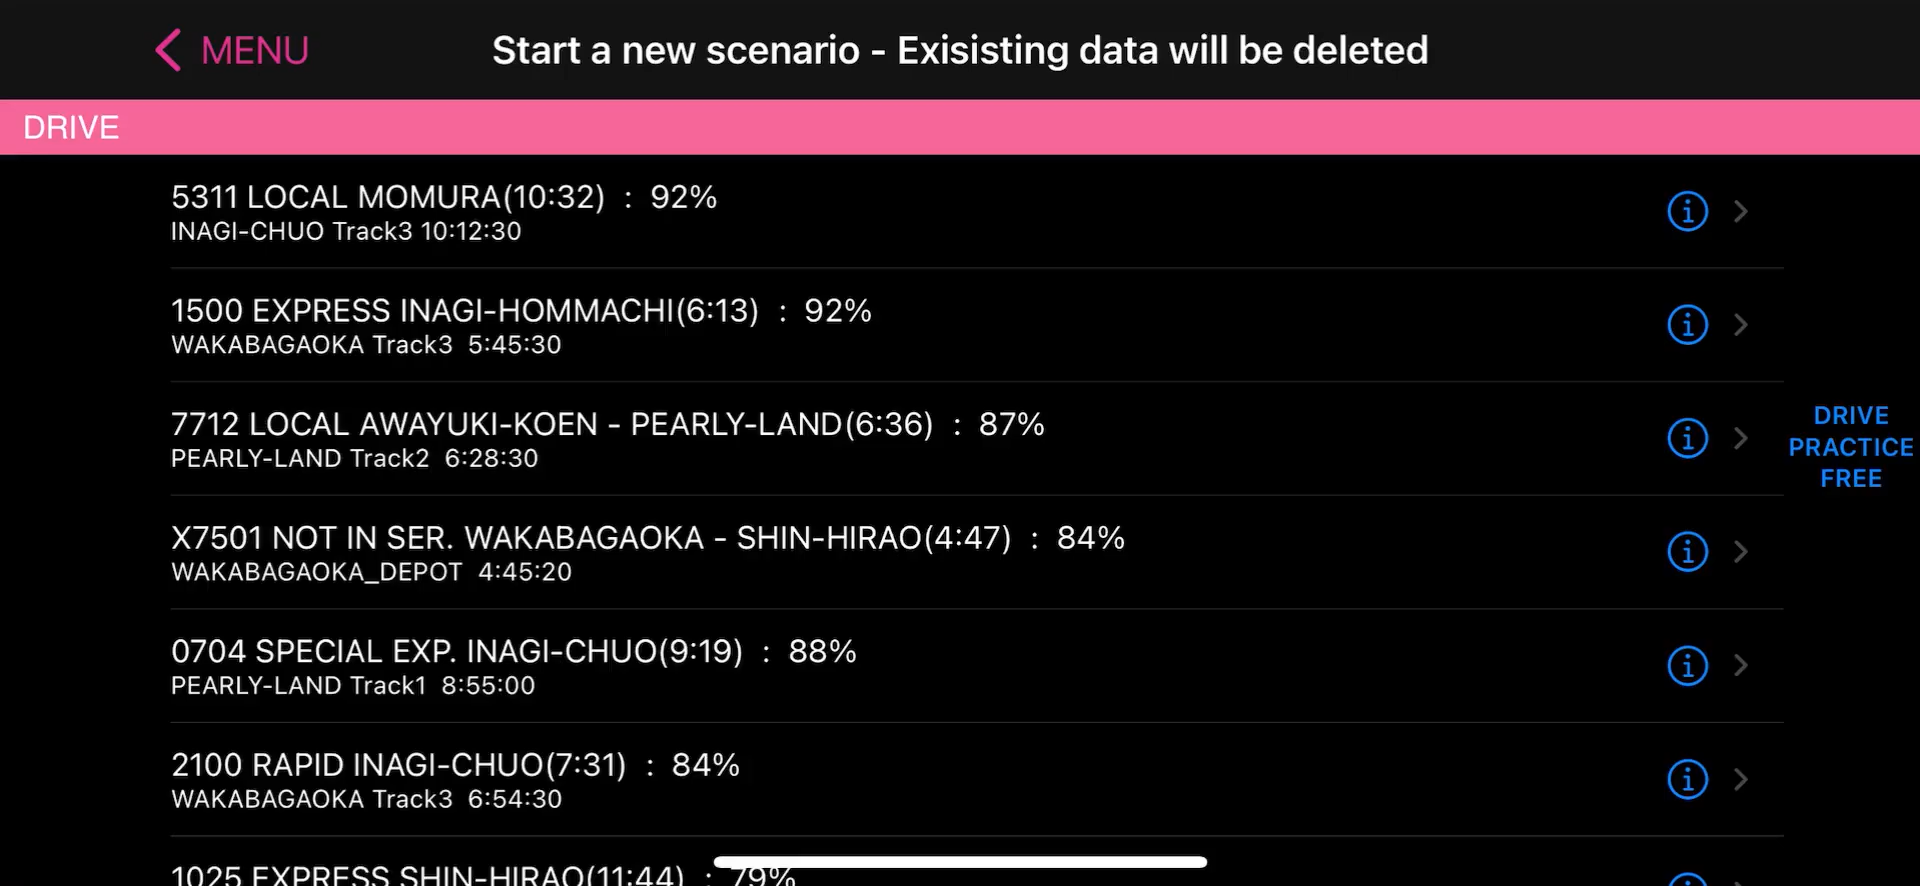 MENU
Start a new scenario - Exisisting data will be deleted
DRIVE
5311 LOCAL MOMURA(10:32) : 92%
INAGI-CHUO Track3 10:12:30
1500 EXPRESS INAGI-HOMMACHI(6:13) : 92%
WAKABAGAOKA Track3 5:45:30
7712 LOCAL AWAYUKI-KOEN - PEARLY-LAND(6:36) : 87%
PEARLY-LAND Track2 6:28:30
X7501 NOT IN SER. WAKABAGAOKA - SHIN-HIRAO(4:47) : 84%
WAKABAGAOKA_DEPOT 4:45:20
0704 SPECIAL EXP. INAGI-CHUO(9:19) : 88%
PEARLY-LAND Track1 8:55:00
2100 RAPID INAGI-CHUO(7:31) : 84%
WAKABAGAOKA Track3 6:54:30
1025 EXPRESS SHIN-HIRAO(11:44) : 79%
DRIVE
PRACTICE
FREE